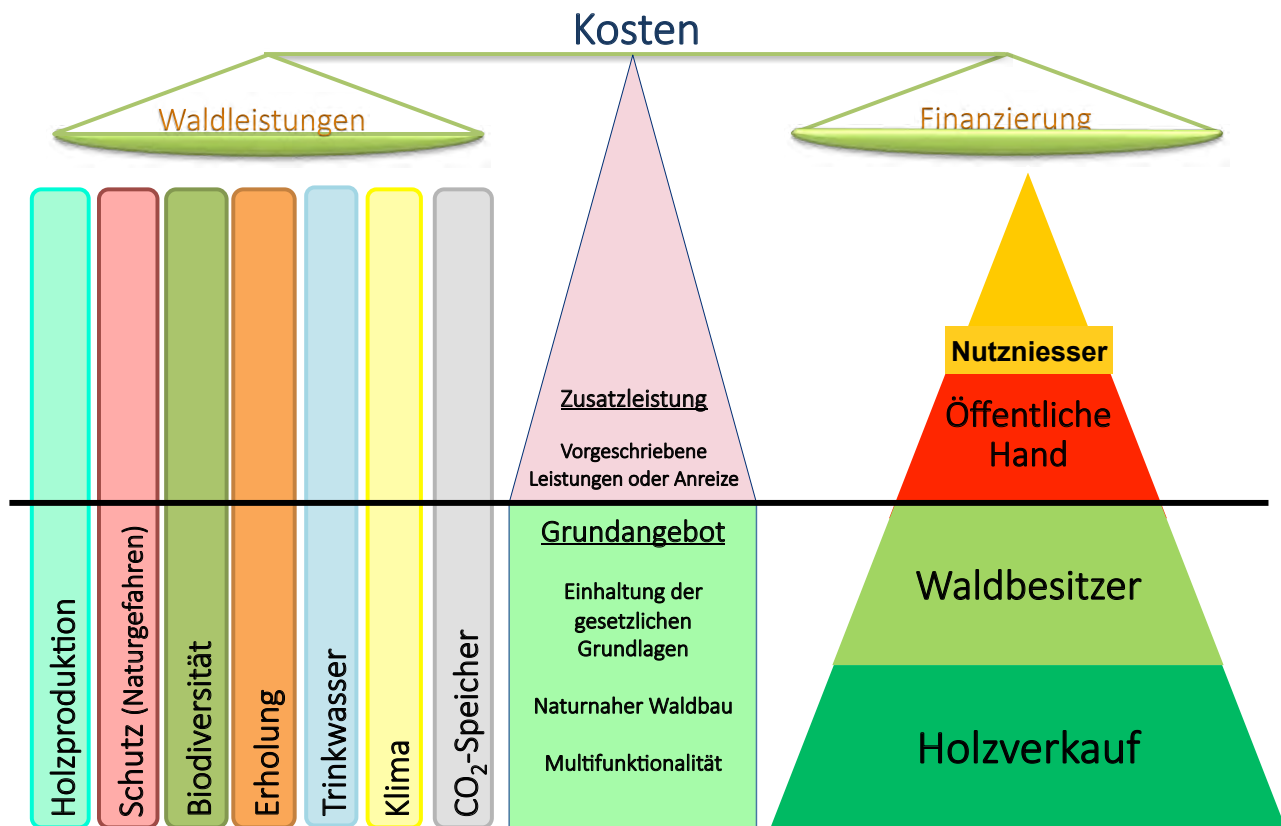 Kosten
Waldleistungen
Finanzierung
Holzproduktion
Schutz (Naturgefahren)
Biodiversität
Erholung
Trinkwasser
Klima
CO₂-Speicher
Zusatzleistung
Vorgeschriebene
Leistungen oder Anreize
Grundangebot
Einhaltung der
gesetzlichen
Grundlagen
Naturnaher Waldbau
Multifunktionalität
Nutzniesser
Öffentliche
Hand
Waldbesitzer
Holzverkauf